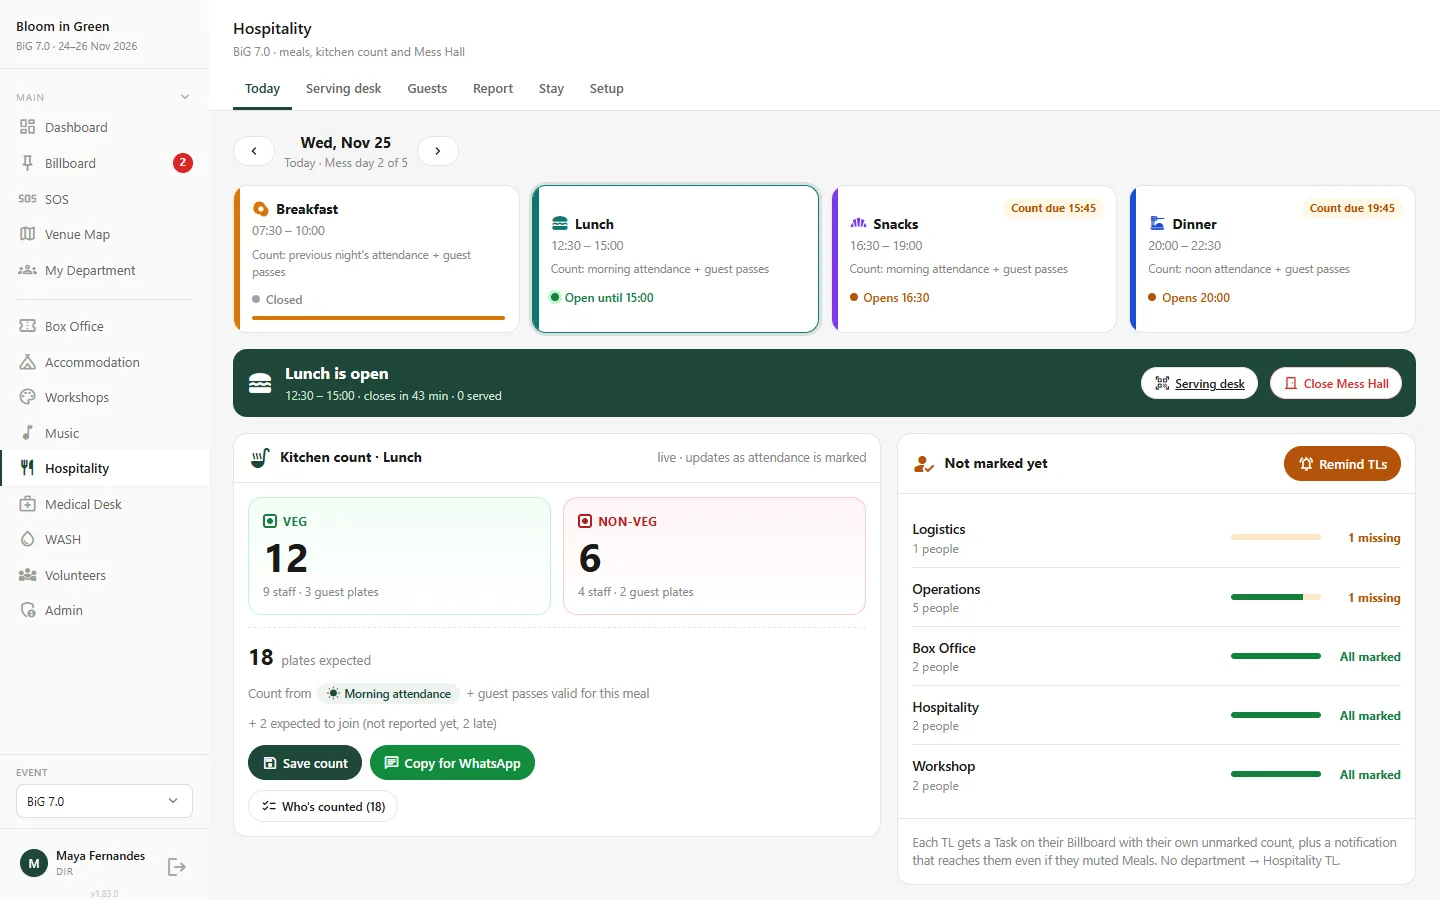 Bloom in Green
BiG 7.0 · 24–26 Nov 2026
MAIN
Dashboard
Billboard
2
SOS SOS
Venue Map
My Department
Box Office
Accommodation
Workshops
Music
Hospitality
Medical Desk
WASH
Volunteers
Admin
EVENT
BiG 7.0
M
Maya Fernandes
DIR
v1.83.0
Hospitality
BiG 7.0 · meals, kitchen count and Mess Hall
Today Serving desk Guests Report Stay Setup
Wed, Nov 25
Today · Mess day 2 of 5
Breakfast
07:30 – 10:00
Count: previous night's attendance + guest
passes
Closed
Lunch
12:30 – 15:00
Count: morning attendance + guest passes
Open until 15:00
Count due 15:45
Snacks
16:30 – 19:00
Count: morning attendance + guest passes
Opens 16:30
Count due 19:45
Dinner
20:00 – 22:30
Count: noon attendance + guest passes
Opens 20:00
Lunch is open
12:30 – 15:00 · closes in 43 min · 0 served
Serving desk
Close Mess Hall
Kitchen count · Lunch
live · updates as attendance is marked
VEG
12
9 staff · 3 guest plates
NON-VEG
6
4 staff · 2 guest plates
18 plates expected
Count from Morning attendance + guest passes valid for this meal
+ 2 expected to join (not reported yet, 2 late)
Save count
Copy for WhatsApp
Who's counted (18)
Not marked yet
Remind TLs
Logistics
1 people
1 missing
Operations
5 people
1 missing
Box Office
2 people
All marked
Hospitality
2 people
All marked
Workshop
2 people
All marked
Each TL gets a Task on their Billboard with their own unmarked count, plus a notification
that reaches them even if they muted Meals. No department → Hospitality TL.